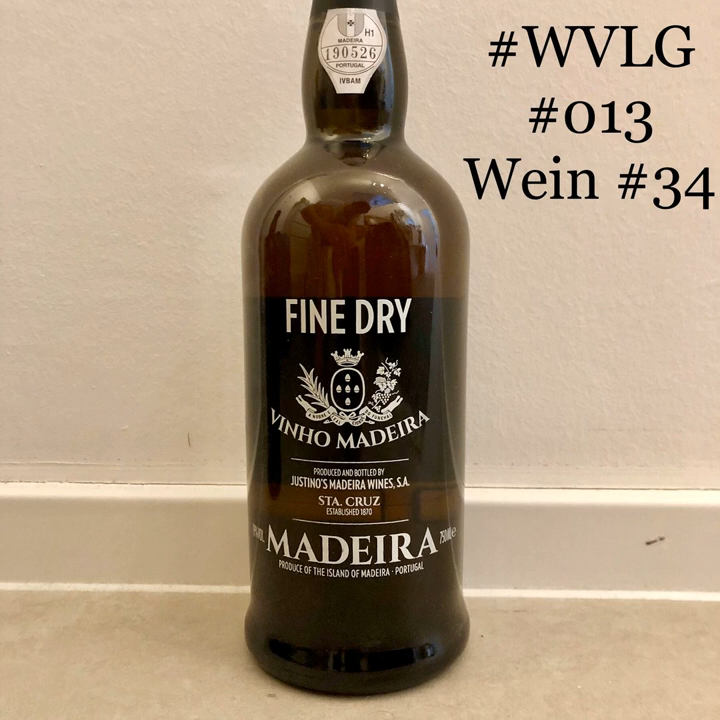 #WVLG
#013
Wein #34
MADEIRA
H1
190526
PORTUGAL
IVBAM
FINE DRY
VINHO MADEIRA
PRODUCED AND BOTTLED BY
JUSTINO'S MADEIRA WINES, S.A.
STA. CRUZ
ESTABLISHED 1870
MADEIRA 750ML e
PRODUCE OF THE ISLAND OF MADEIRA - PORTUGAL